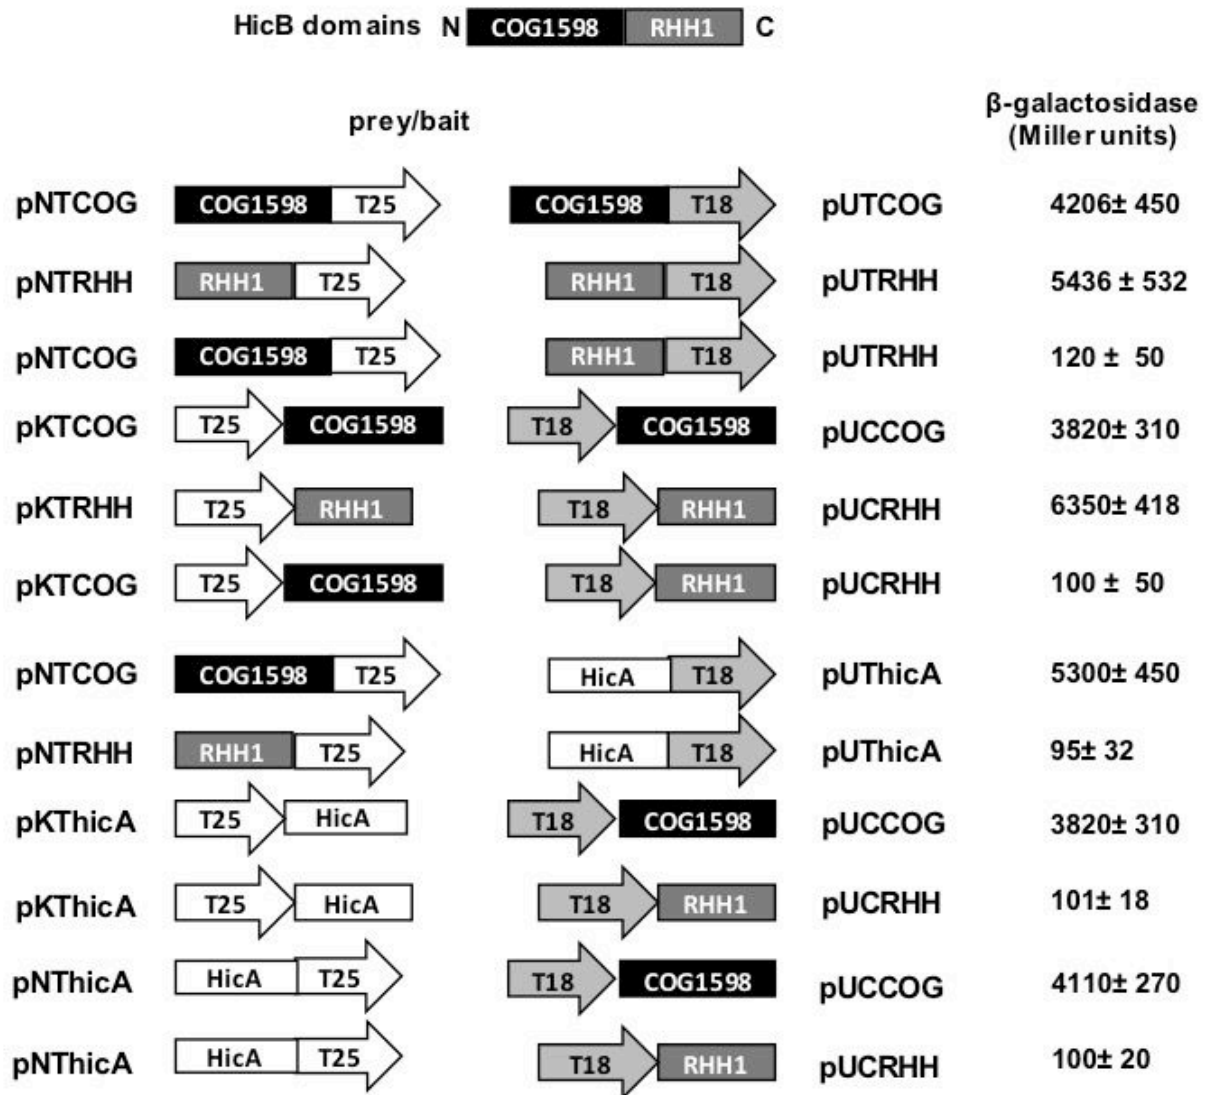 HicB domains N COG1598 RHH1 C
β-galactosidase
prey/bait (Miller units)
pNTCOG COG1598 T25 COG1598 T18 pUTCOG 4206± 450
pNTRHH RHH1 T25 RHH1 T18 pUTRHH 5436 ± 532
pNTCOG COG1598 T25 RHH1 T18 pUTRHH 120 ± 50
pKTCOG T25 COG1598 T18 COG1598 pUCCOG 3820± 310
pKTRHH T25 RHH1 T18 RHH1 pUCRHH 6350± 418
pKTCOG T25 COG1598 T18 RHH1 pUCRHH 100 ± 50
pNTCOG COG1598 T25 HicA T18 pUThicA 5300± 450
pNTRHH RHH1 T25 HicA T18 pUThicA 95± 32
pKThicA T25 HicA T18 COG1598 pUCCOG 3820± 310
pKThicA T25 HicA T18 RHH1 pUCRHH 101± 18
pNThicA HicA T25 T18 COG1598 pUCCOG 4110± 270
pNThicA HicA T25 T18 RHH1 pUCRHH 100± 20